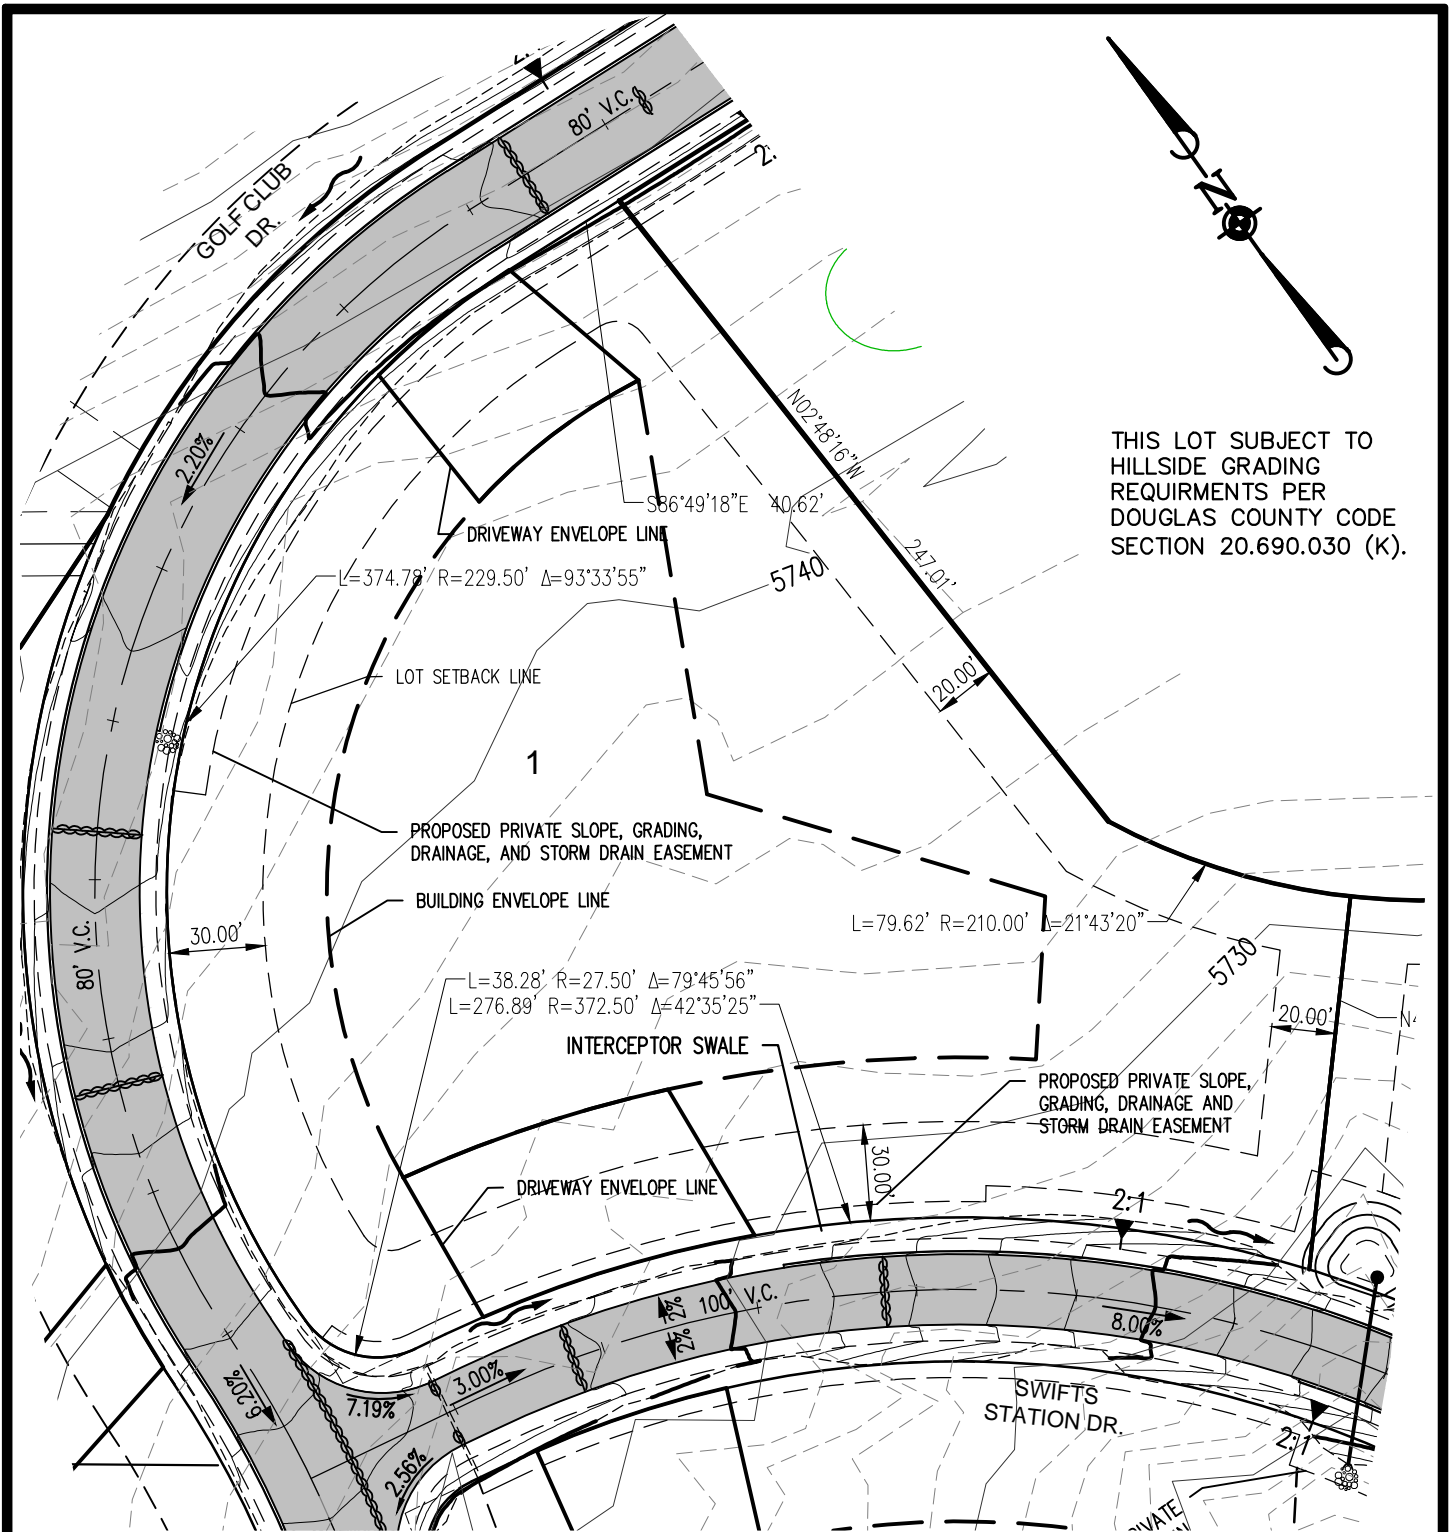 2:
80' V.C.
2:
GOLF CLUB
DR.
N
2.20%
N02°48'16"W
247.01'
THIS LOT SUBJECT TO
HILLSIDE GRADING
REQUIRMENTS PER
DOUGLAS COUNTY CODE
SECTION 20.690.030 (K).
S86°49'18"E 40.62'
DRIVEWAY ENVELOPE LINE
L=374.78' R=229.50' Δ=93°33'55"
5740
LOT SETBACK LINE
20.00'
1
PROPOSED PRIVATE SLOPE, GRADING,
DRAINAGE, AND STORM DRAIN EASEMENT
BUILDING ENVELOPE LINE
30.00'
80' V.C.
L=79.62' R=210.00' Δ=21°43'20"
5730
L=38.28' R=27.50' Δ=79°45'56"
L=276.89' R=372.50' Δ=42°35'25"
20.00'
INTERCEPTOR SWALE
PROPOSED PRIVATE SLOPE,
GRADING, DRAINAGE AND
STORM DRAIN EASEMENT
30.00'
DRIVEWAY ENVELOPE LINE
2:1
100' V.C.
2%
2%
8.00%
6.20%
7.19%
3.00%
2.56%
SWIFTS
STATION DR.
2:1